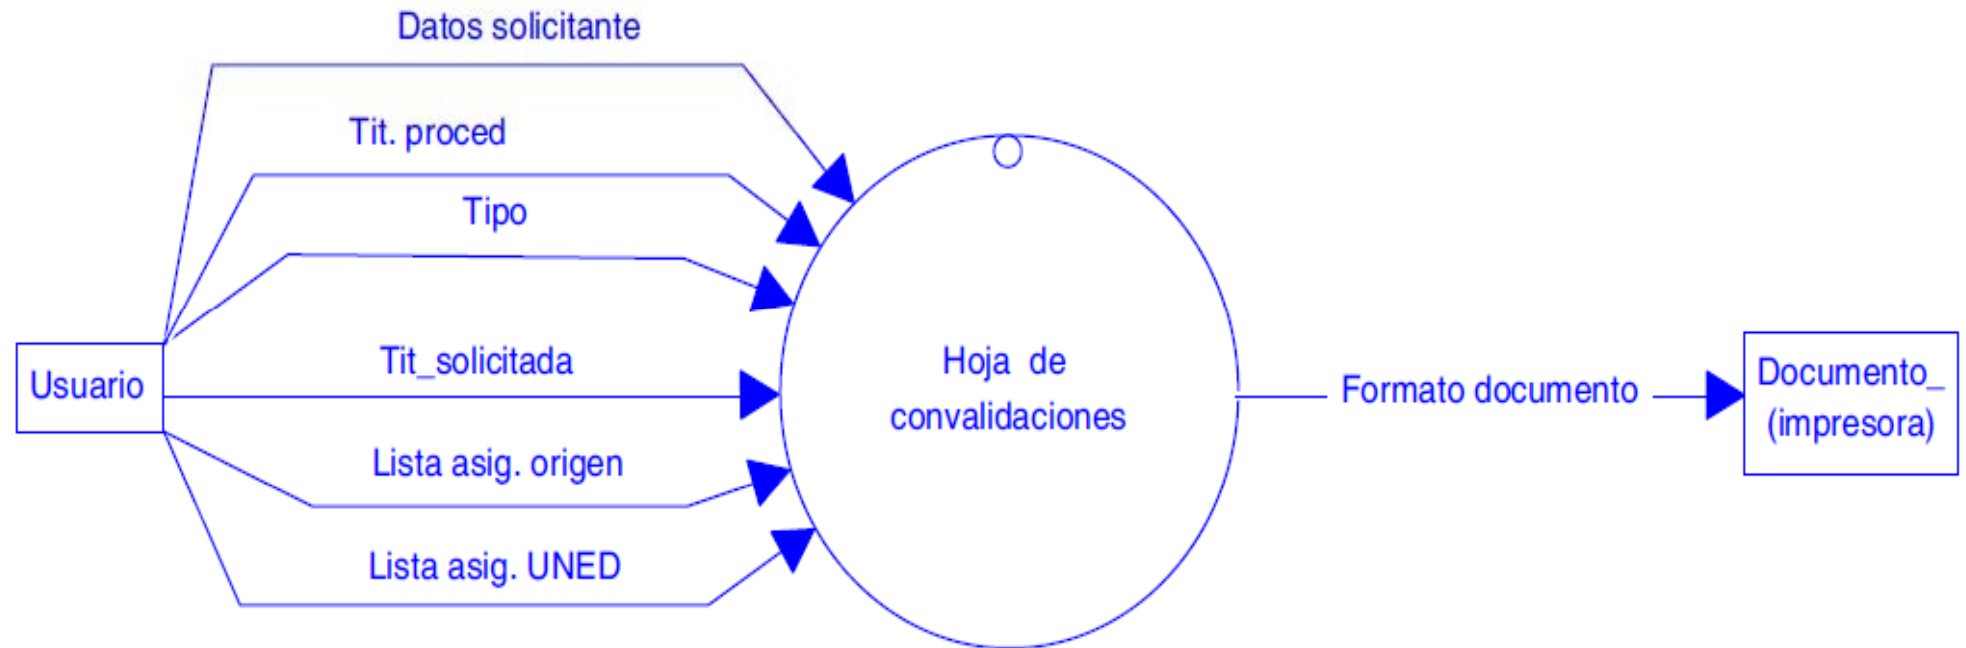 Datos solicitante
Tit. proced
Tipo
Usuario
Tit_solicitada
Lista asig. origen
Lista asig. UNED
Hoja de
convalidaciones
Formato documento
Documento_
(impresora)